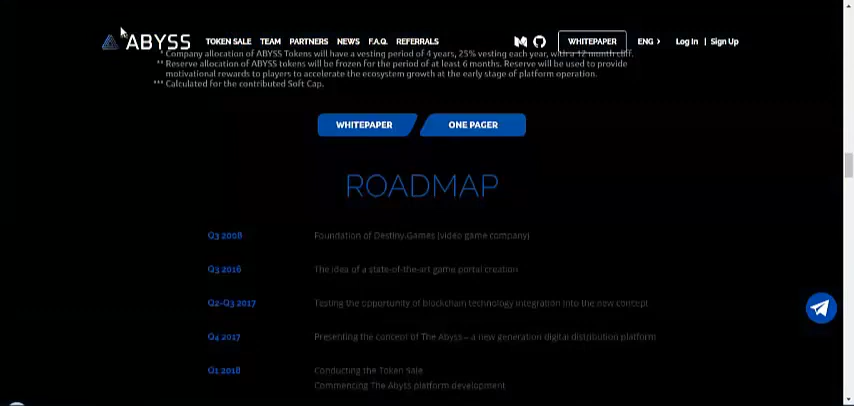 ABYSS TOKEN SALE TEAM PARTNERS NEWS F.A.Q. REFERRALS WHITEPAPER ENG Log In | Sign Up
* Company allocation of ABYSS Tokens will have a vesting period of 4 years, 25% vesting each year, with a 12 month cliff.
** Reserve allocation of ABYSS tokens will be frozen for the period of at least 6 months. Reserve will be used to provide
motivational rewards to players to accelerate the ecosystem growth at the early stage of platform operation.
*** Calculated for the contributed Soft Cap.
WHITEPAPER ONE PAGER
ROADMAP
Q3 2008 Foundation of Destiny.Games (video game company)
Q3 2016 The idea of a state-of-the-art game portal creation
Q2-Q3 2017 Testing the opportunity of blockchain technology integration into the new concept
Q4 2017 Presenting the concept of The Abyss – a new generation digital distribution platform
Q1 2018 Conducting the Token Sale
Commencing The Abyss platform development